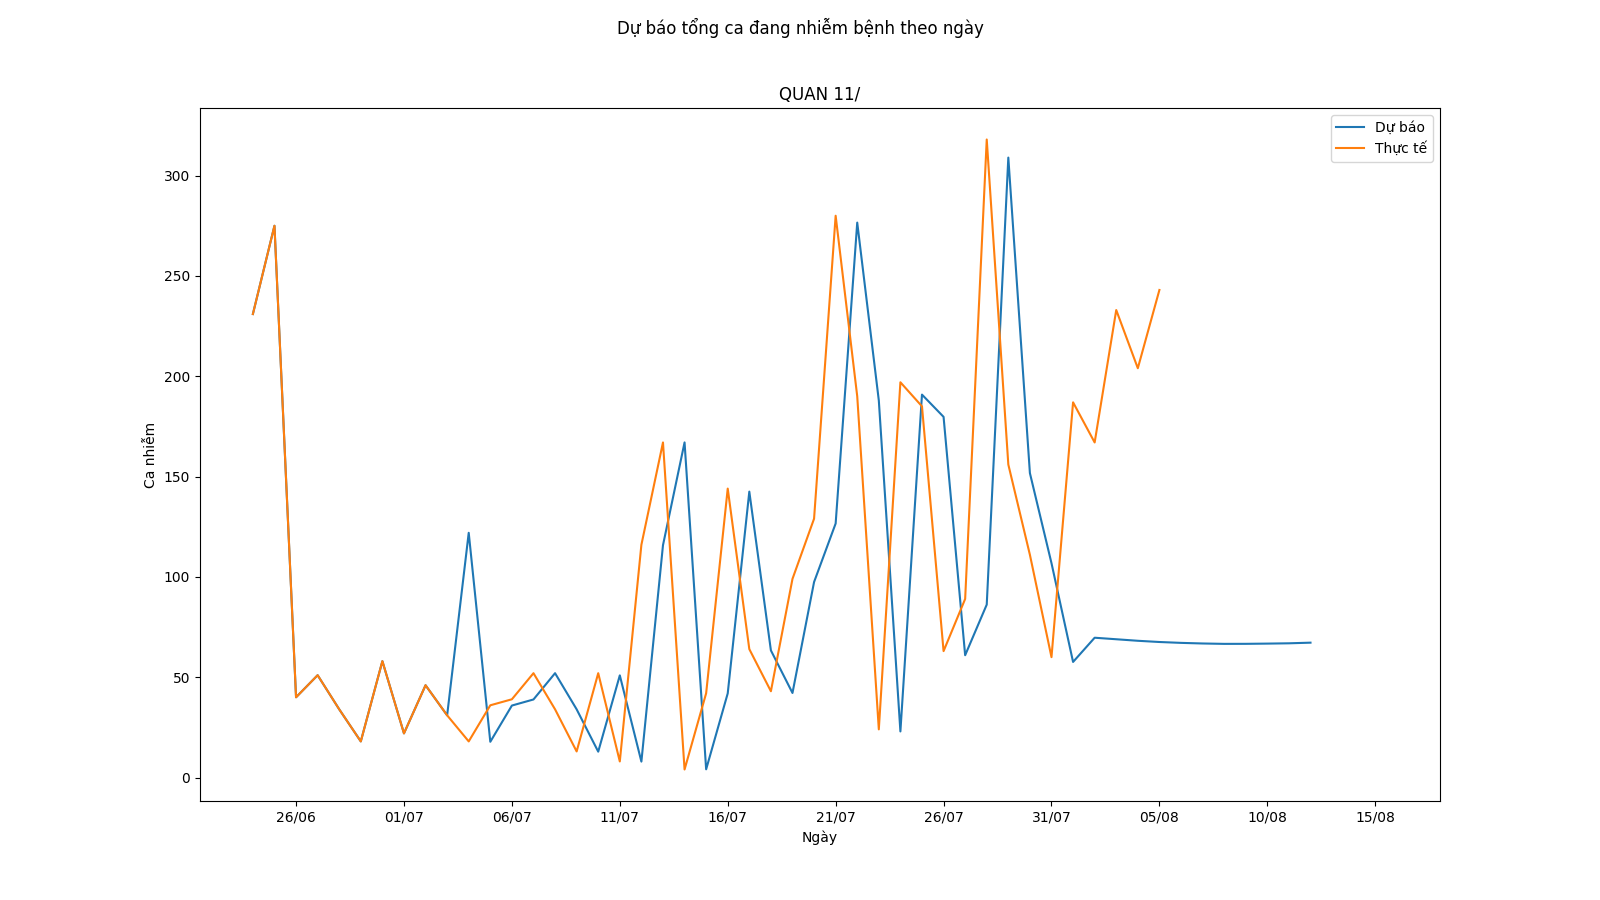 Dự báo tổng ca đang nhiễm bệnh theo ngày
QUAN 11/
Dự báo
Thực tế
Ca nhiễm
300
250
200
150
100
50
0
26/06 01/07 06/07 11/07 16/07 21/07 26/07 31/07 05/08 10/08 15/08
Ngày